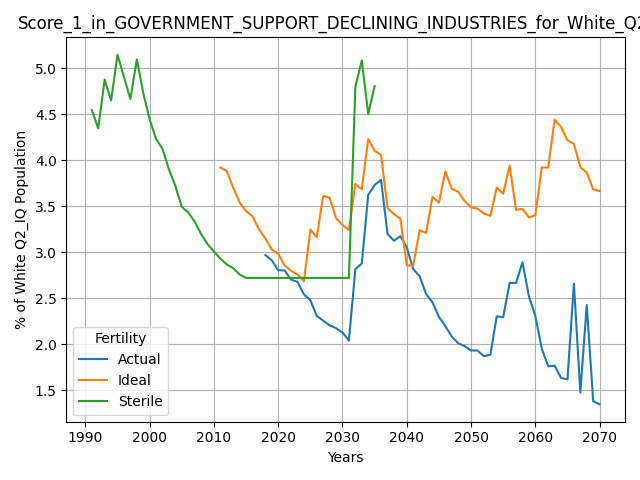 Score_1_in_GOVERNMENT_SUPPORT_DECLINING_INDUSTRIES_for_White_Q2
% of White Q2_IQ Population
5.0
4.5
4.0
3.5
3.0
2.5
2.0
1.5
Fertility
Actual
Ideal
Sterile
1990 2000 2010 2020 2030 2040 2050 2060 2070
Years